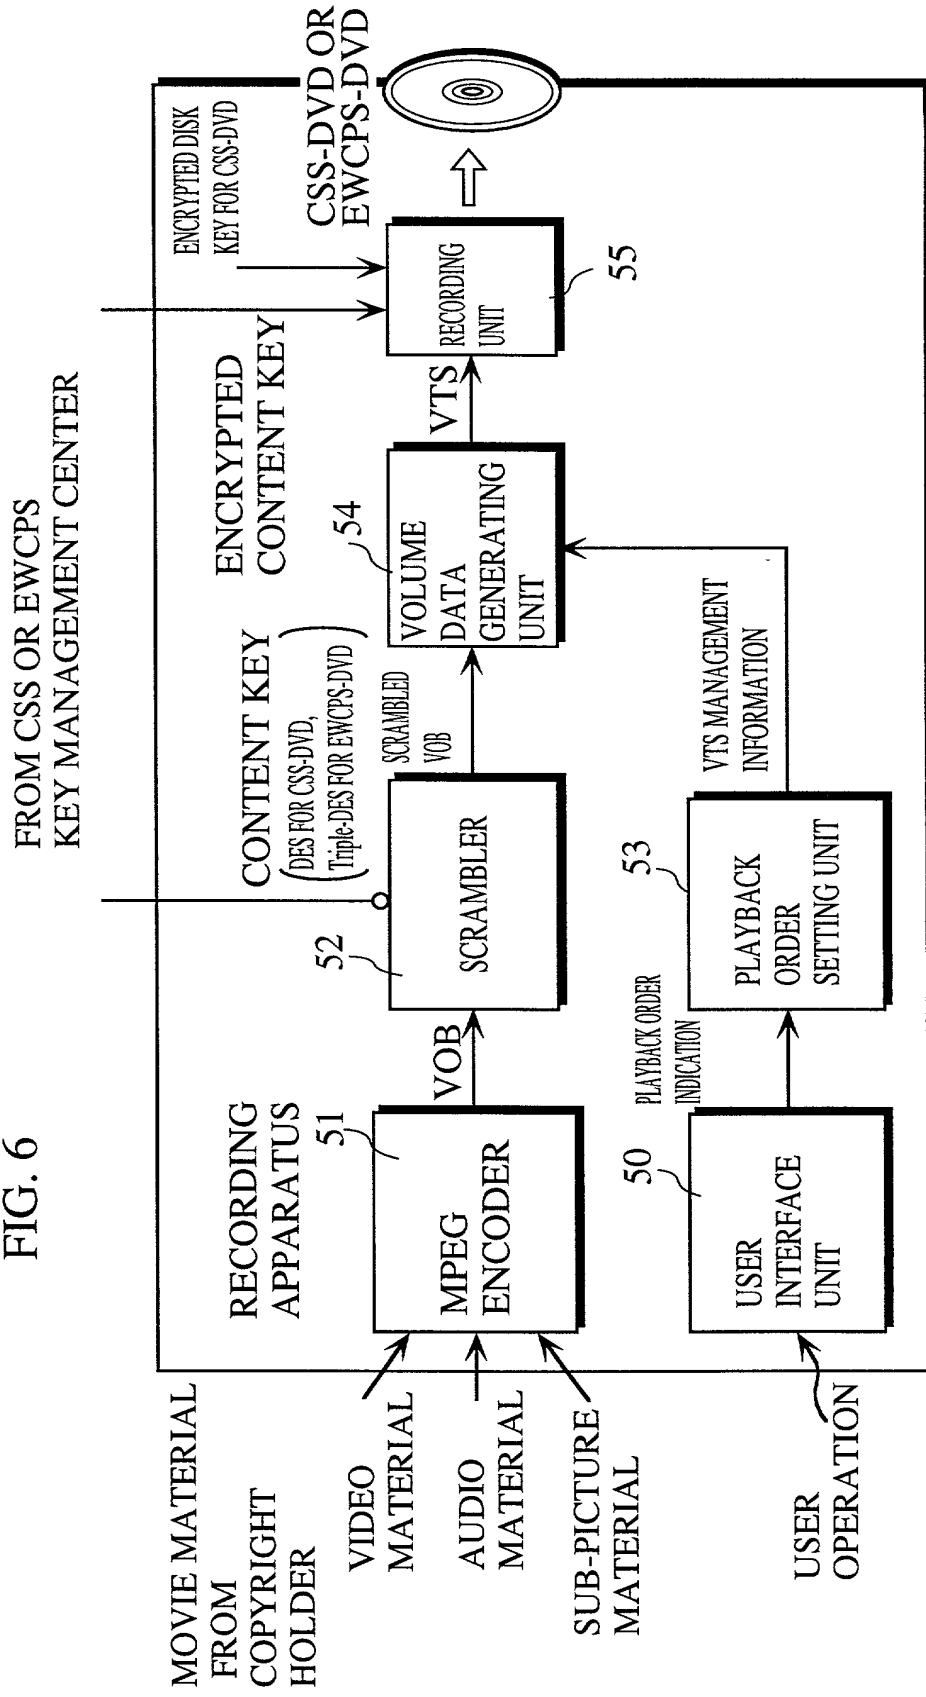 FIG. 6
FROM CSS OR EWCPS
KEY MANAGEMENT CENTER
MOVIE MATERIAL
FROM
COPYRIGHT
HOLDER
RECORDING
APPARATUS
VIDEO
MATERIAL
AUDIO
MATERIAL
SUB-PICTURE
MATERIAL
51
MPEG
ENCODER
VOB
52
SCRAMBLER
CONTENT KEY
DES FOR CSS-DVD,
Triple-DES FOR EWCPS-DVD
SCRAMBLED
VOB
54
VOLUME
DATA
GENERATING
UNIT
ENCRYPTED
CONTENT KEY
VTS
RECORDING
UNIT
55
ENCRYPTED DISK
KEY FOR CSS-DVD
CSS-DVD OR
EWCPS-DVD
USER
OPERATION
50
USER
INTERFACE
UNIT
PLAYBACK ORDER
INDICATION
53
PLAYBACK
ORDER
SETTING UNIT
VTS MANAGEMENT
INFORMATION